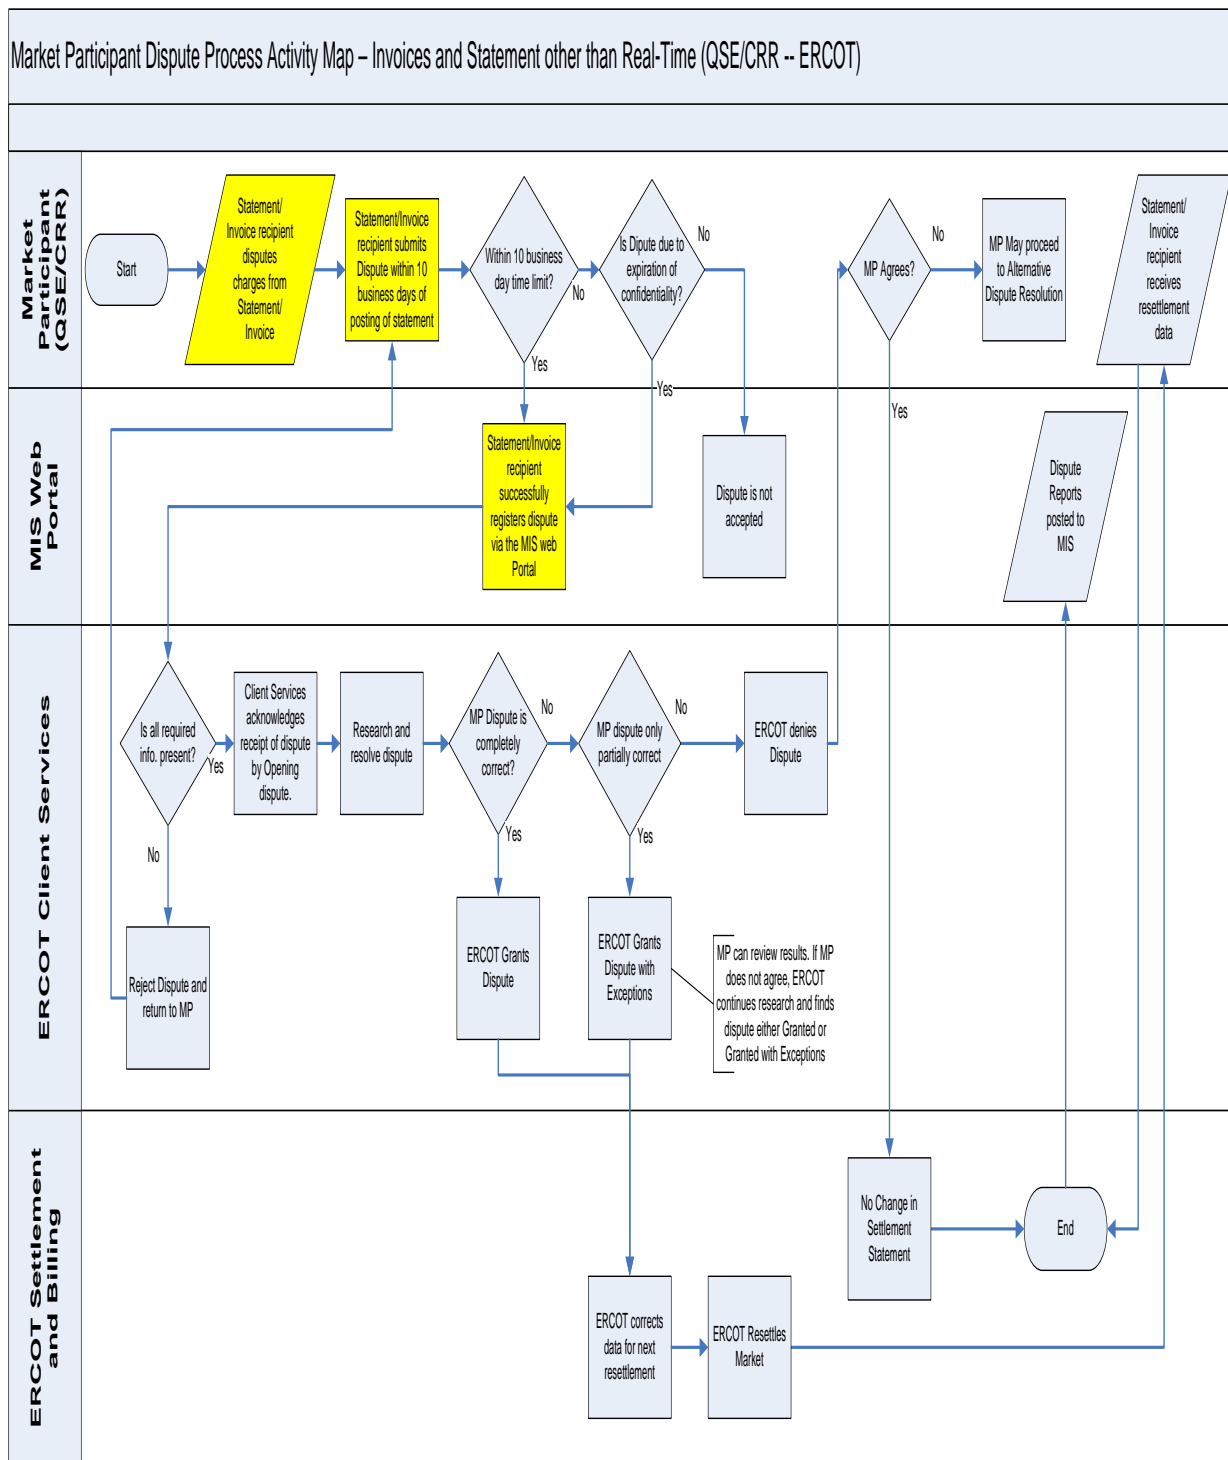 Market Participant Dispute Process Activity Map – Invoices and Statement other than Real-Time (QSE/CRR -- ERCOT)
Market
Participant
(QSE/CRR)
Start
Statement/
Invoice recipient
disputes
charges from
Statement/
Invoice
Statement/Invoice
recipient submits
Dispute within 10
business days of
posting of statement
Within 10 business
day time limit?
No
Yes
Is Dipute due to
expiration of
confidentiality?
No
Yes
MP Agrees?
No
Yes
MP May proceed
to Alternative
Dispute Resolution
Statement/
Invoice
recipient
receives
resettlement
data
MIS Web
Portal
Statement/Invoice
recipient
successfully
registers dispute
via the MIS web
Portal
Dispute is not
accepted
Dispute
Reports
posted to
MIS
ERCOT Client Services
Is all required
info. present?
Yes
No
Client Services
acknowledges
receipt of dispute
by Opening
dispute.
Research and
resolve dispute
MP Dispute is
completely
correct?
No
Yes
MP dispute only
partially correct
No
Yes
ERCOT denies
Dispute
Reject Dispute and
return to MP
ERCOT Grants
Dispute
ERCOT Grants
Dispute with
Exceptions
MP can review results. If MP
does not agree, ERCOT
continues research and finds
dispute either Granted or
Granted with Exceptions
ERCOT Settlement
and Billing
No Change in
Settlement
Statement
End
ERCOT corrects
data for next
resettlement
ERCOT Resettles
Market